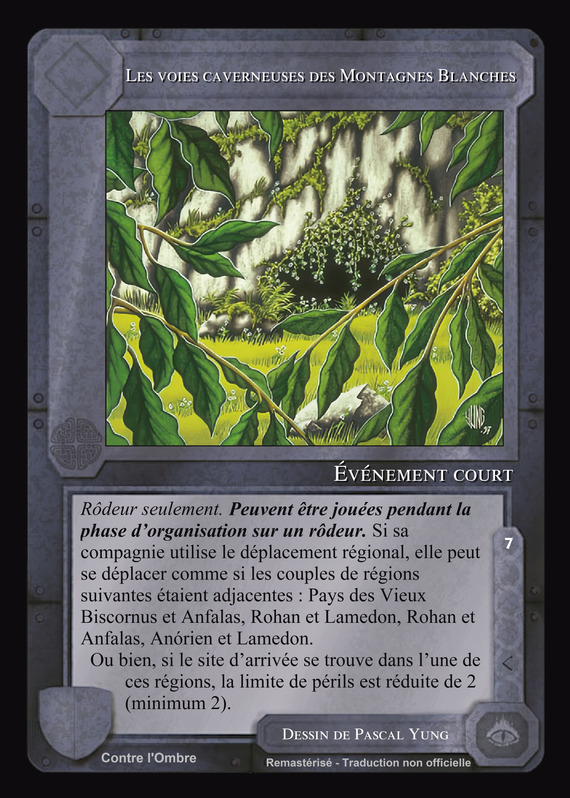 Les voies caverneuses des Montagnes Blanches
YUNG
97
Événement court
Rôdeur seulement. Peuvent être jouées pendant la
phase d'organisation sur un rôdeur. Si sa
compagnie utilise le déplacement régional, elle peut
se déplacer comme si les couples de régions
suivantes étaient adjacentes : Pays des Vieux
Biscornus et Anfalas, Rohan et Lamedon, Rohan et
Anfalas, Anórien et Lamedon.
Ou bien, si le site d'arrivée se trouve dans l'une de
ces régions, la limite de périls est réduite de 2
(minimum 2).
7
Dessin de Pascal Yung
Contre l'Ombre
Remastérisé - Traduction non officielle